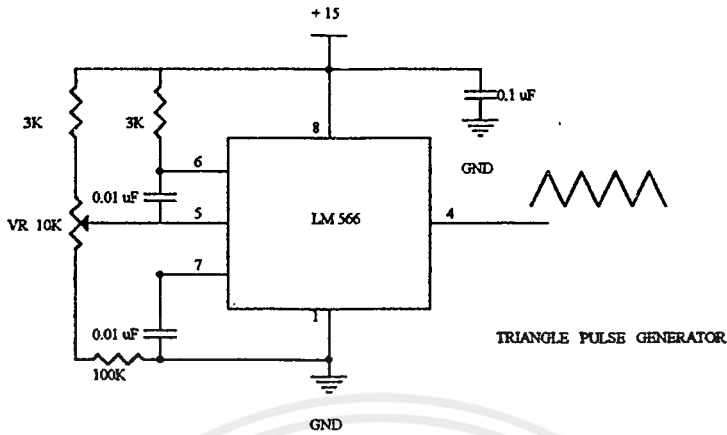 + 15
3K
3K
0.1 uF
8
6
GND
0.01 uF
VR 10K
5
LM 566
4
7
0.01 uF
1
TRIANGLE PULSE GENERATOR
100K
GND